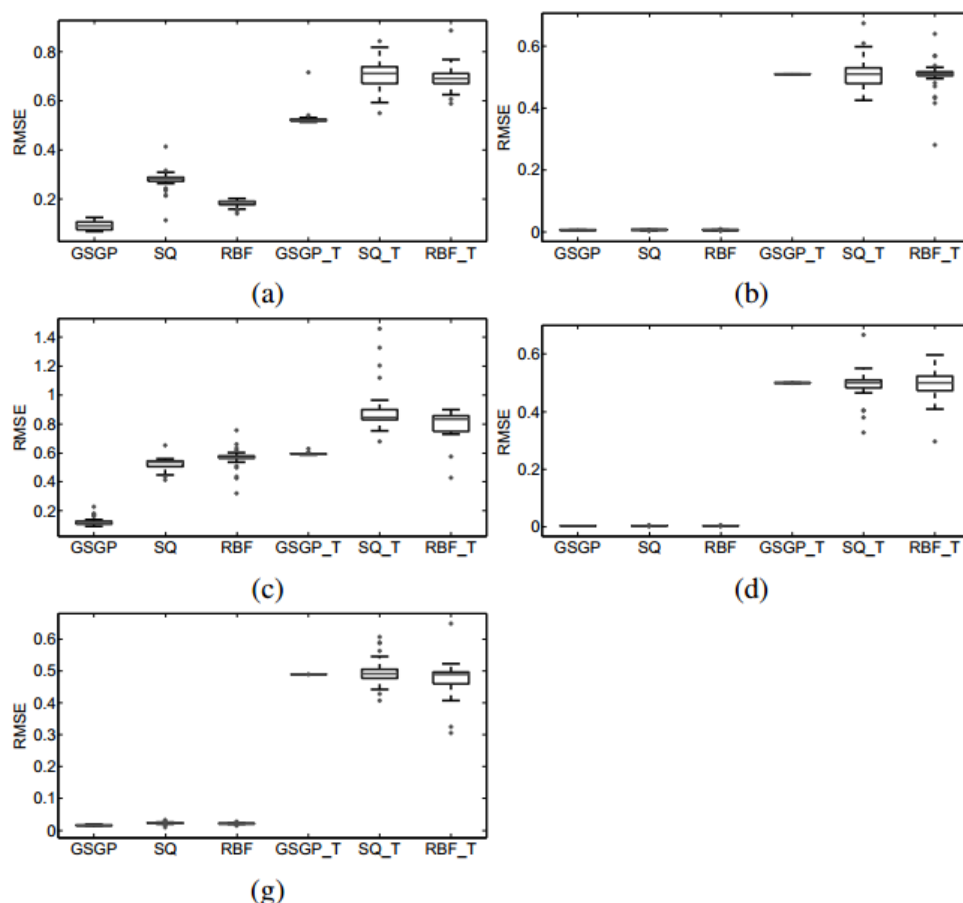 RMSE
0.8
0.6
0.4
0.2
GSGP SQ RBF GSGP_T SQ_T RBF_T
(a)
RMSE
0.6
0.4
0.2
0
GSGP SQ RBF GSGP_T SQ_T RBF_T
(b)
RMSE
1.4
1.2
1
0.8
0.6
0.4
0.2
GSGP SQ RBF GSGP_T SQ_T RBF_T
(c)
RMSE
0.6
0.4
0.2
0
GSGP SQ RBF GSGP_T SQ_T RBF_T
(d)
RMSE
0.6
0.5
0.4
0.3
0.2
0.1
0
GSGP SQ RBF GSGP_T SQ_T RBF_T
(g)